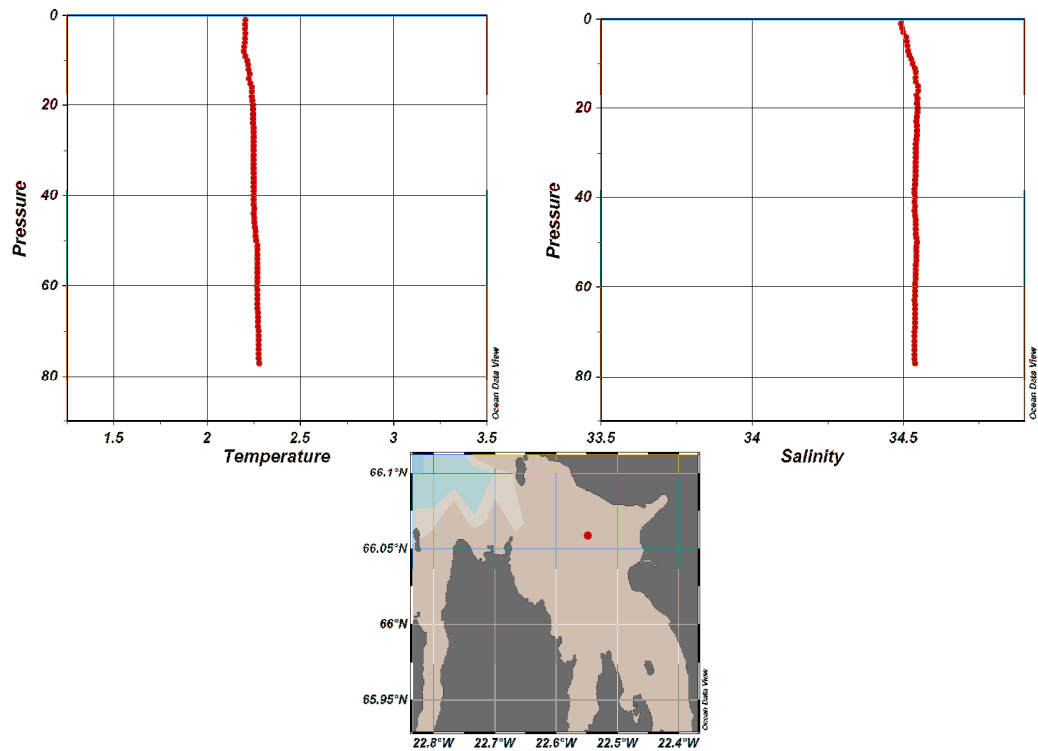 0
20
40
60
80
Pressure
1.5 2 2.5 3 3.5
Temperature
Ocean Data View
0
20
40
60
80
Pressure
33.5 34 34.5
Salinity
Ocean Data View
66.1°N
66.05°N
66°N
65.95°N
22.8°W 22.7°W 22.6°W 22.5°W 22.4°W
Ocean Data View